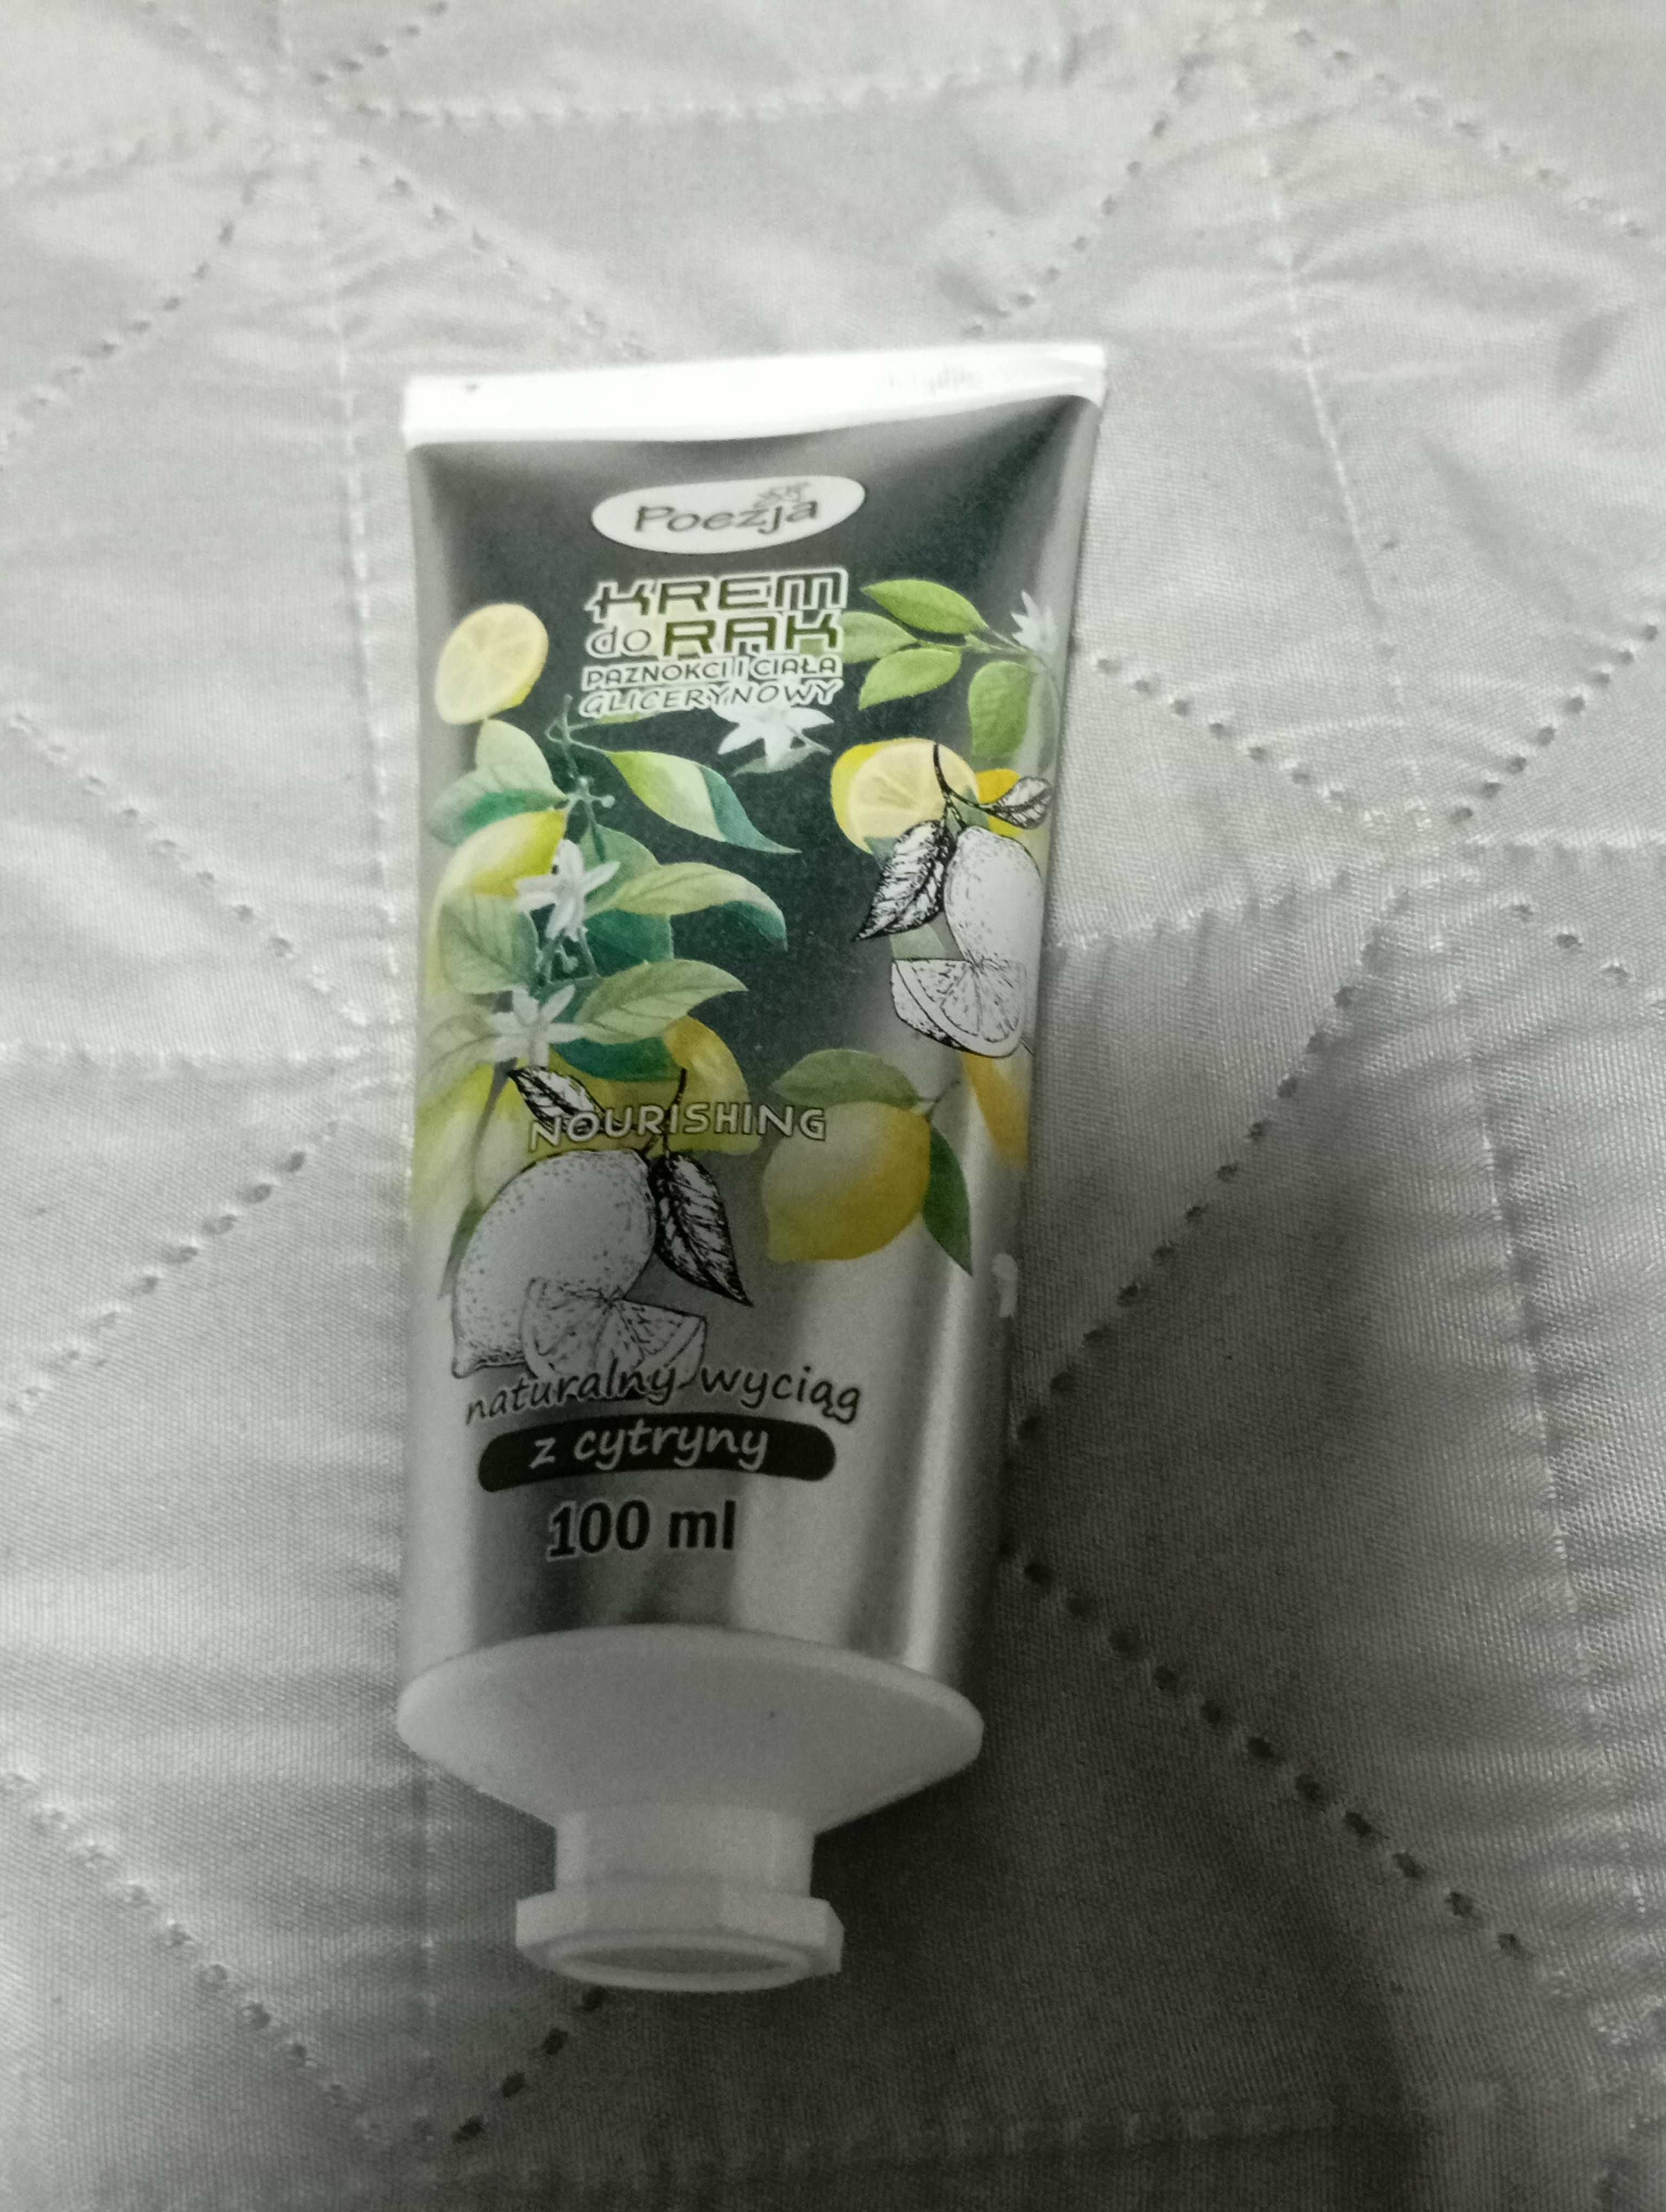 Poezja
KREM
do RĄK
PAZNOKCI I CIAŁA
GLICERYNOWY
NOURISHING
naturalny wyciąg
z cytryny
100 ml